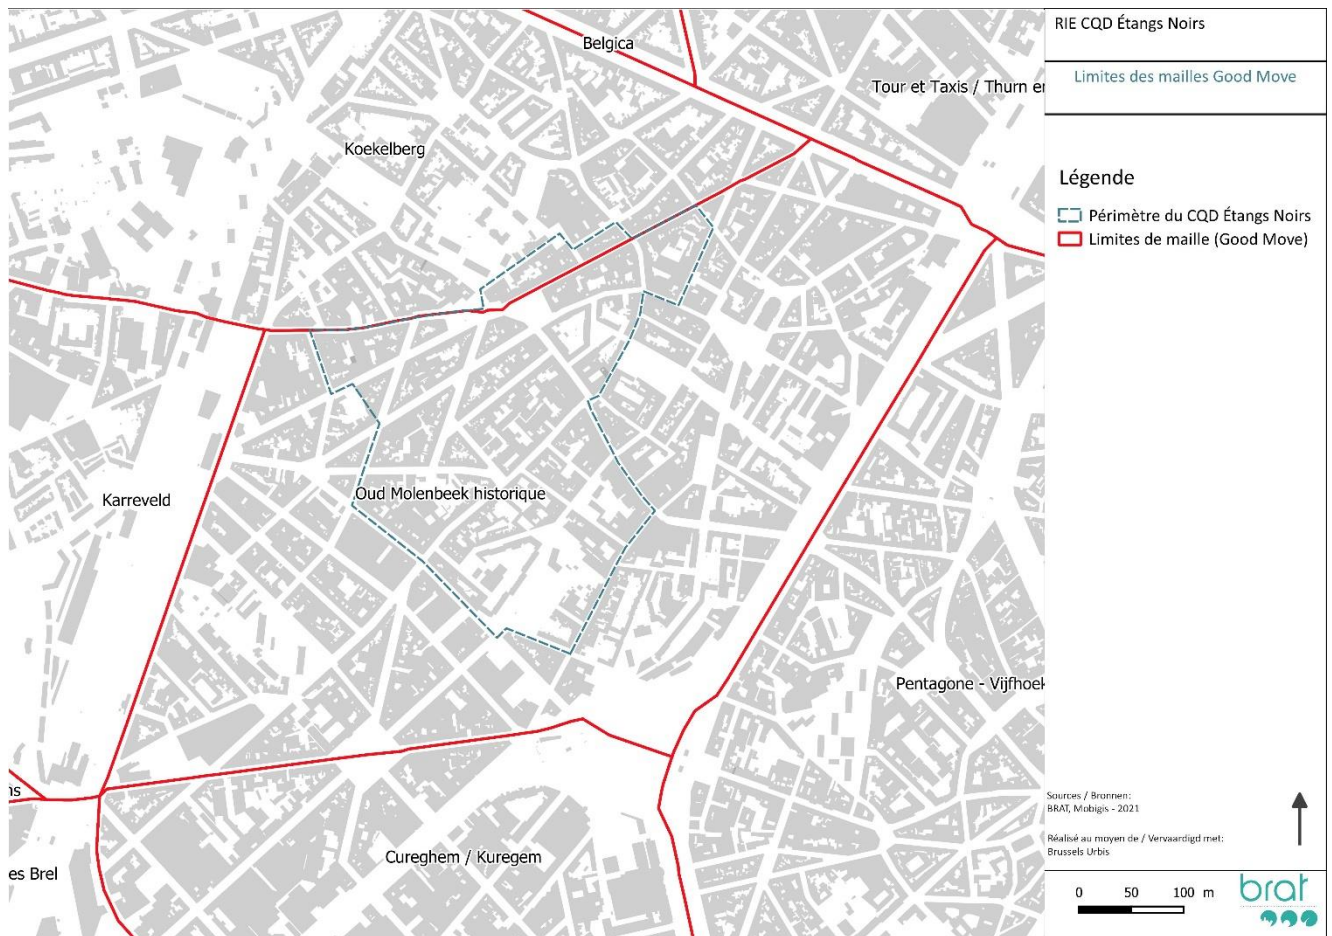 RIE CQD Étangs Noirs
Limites des mailles Good Move
Légende
Périmètre du CQD Étangs Noirs
Limites de maille (Good Move)
Belgica
Tour et Taxis / Thurn er
Koekelberg
Karreveld
Oud Molenbeek historique
Pentagone - Vijfhoek
ns
es Brel
Cureghem / Kuregem
Sources / Bronnen:
BRAT, Mobigis - 2021
Réalisé au moyen de / Vervaardigd met:
Brussels Urbis
0 50 100 m
brat